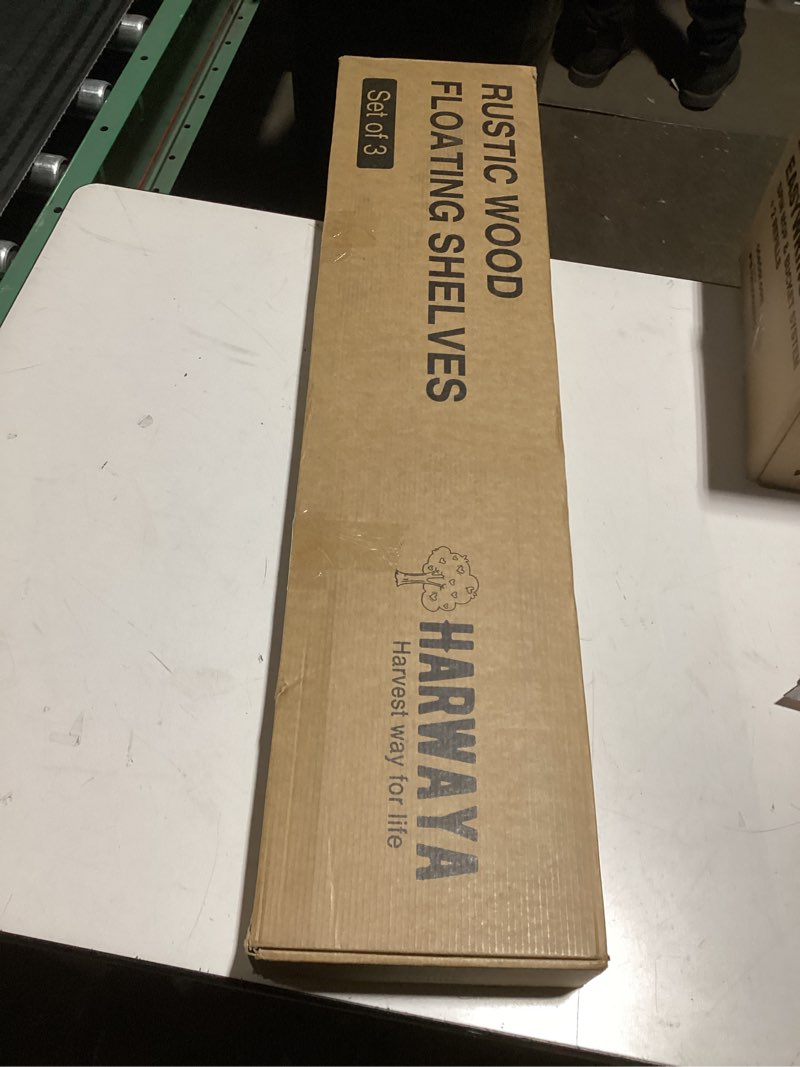 RUSTIC WOOD
FLOATING SHELVES
Set of 3
HARWAYA
Harvest way for life